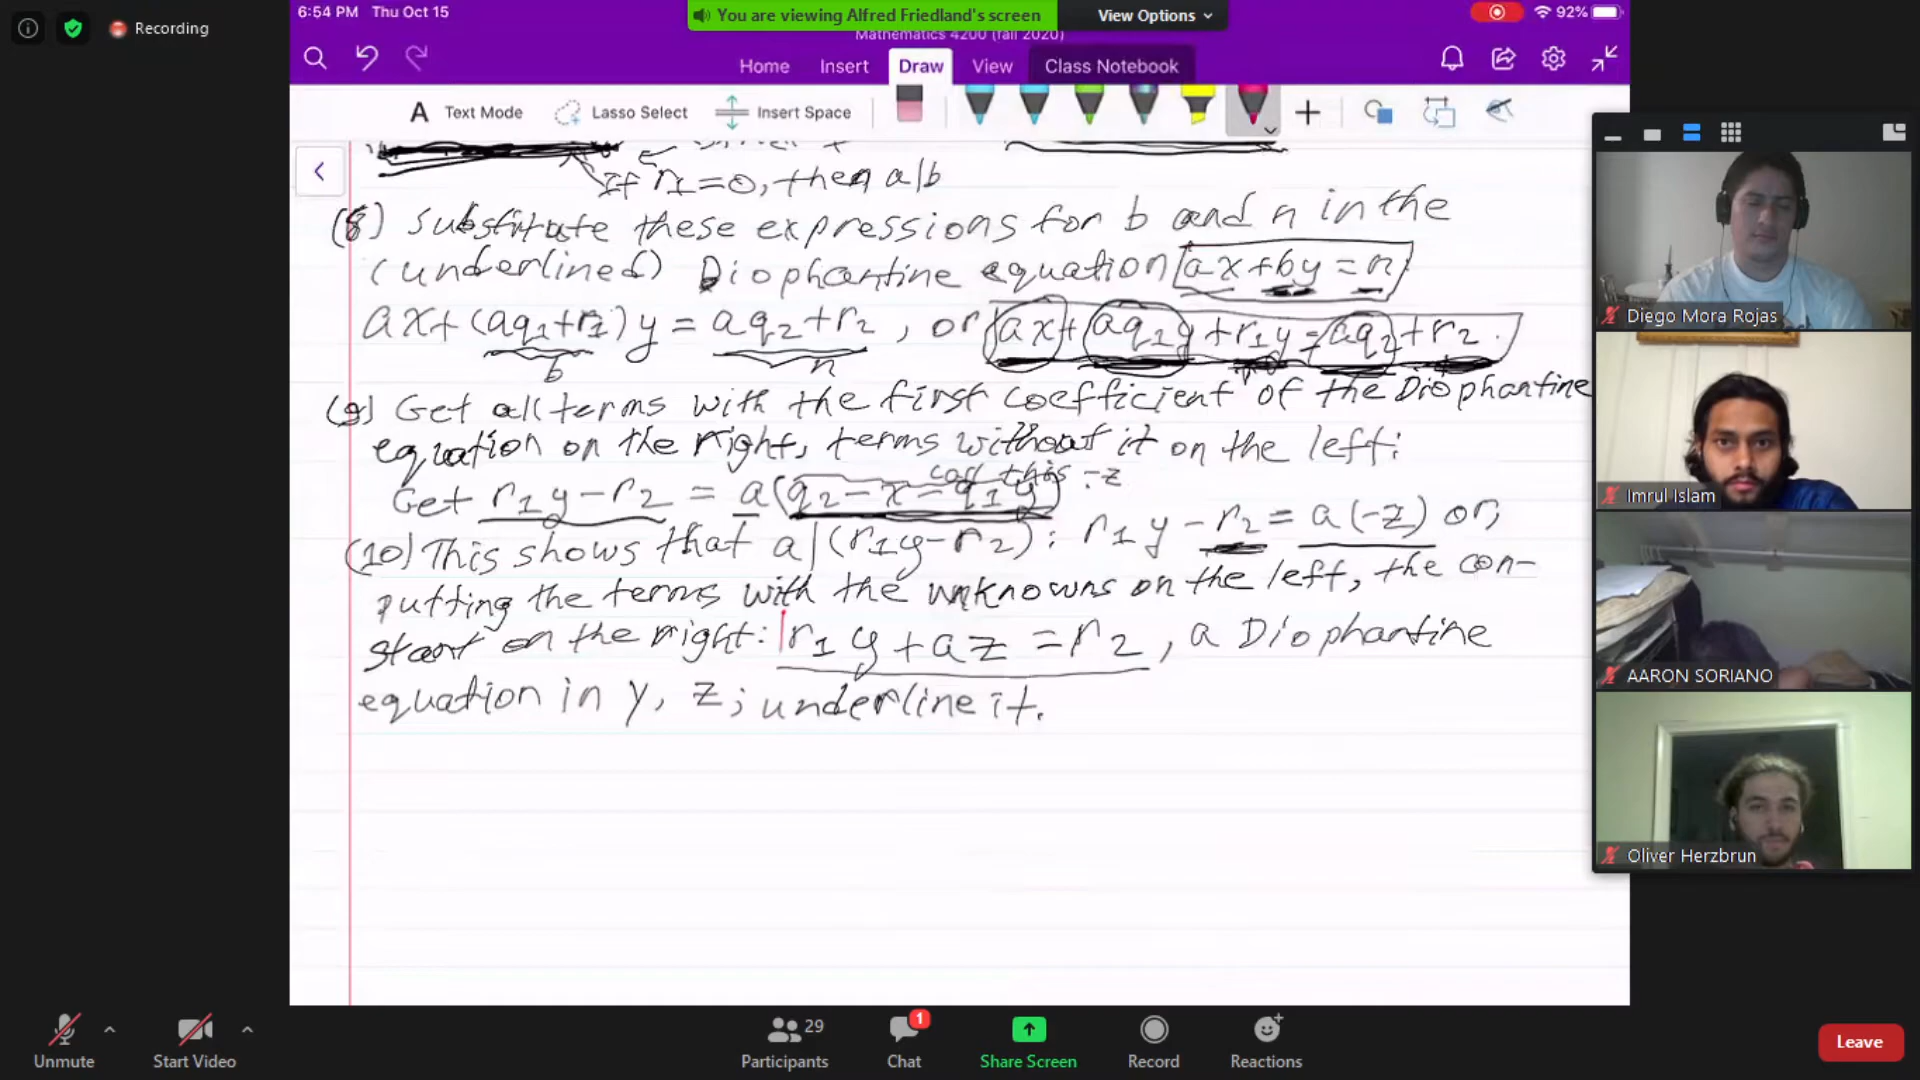 6:54 PM Thu Oct 15
You are viewing Alfred Friedland's screen
View Options
92%
Recording
Mathematics 4200 (fall 2020)
Home Insert Draw View Class Notebook
A Text Mode Lasso Select Insert Space
If r1=0, then a|b
(8) Substitute these expressions for b and n in the
(underlined) Diophantine equation ax+by=n
ax+(aq1+r1)y = aq2+r2, or ax+aq1y+r1y=aq2+r2.
b n
(9) Get all terms with the first coefficient of the Diophantine
equation on the right, terms without it on the left:
call this -z
Get r1y-r2 = a(q2-x-q1y)
(10) This shows that a|(r1y-r2): r1y-r2=a(-z) or,
putting the terms with the unknowns on the left, the con-
stant on the right: r1y+az=r2, a Diophantine
equation in y, z; underline it.
Diego Mora Rojas
Imrul Islam
AARON SORIANO
Oliver Herzbrun
Unmute
Start Video
29
Participants
1
Chat
Share Screen
Record
Reactions
Leave